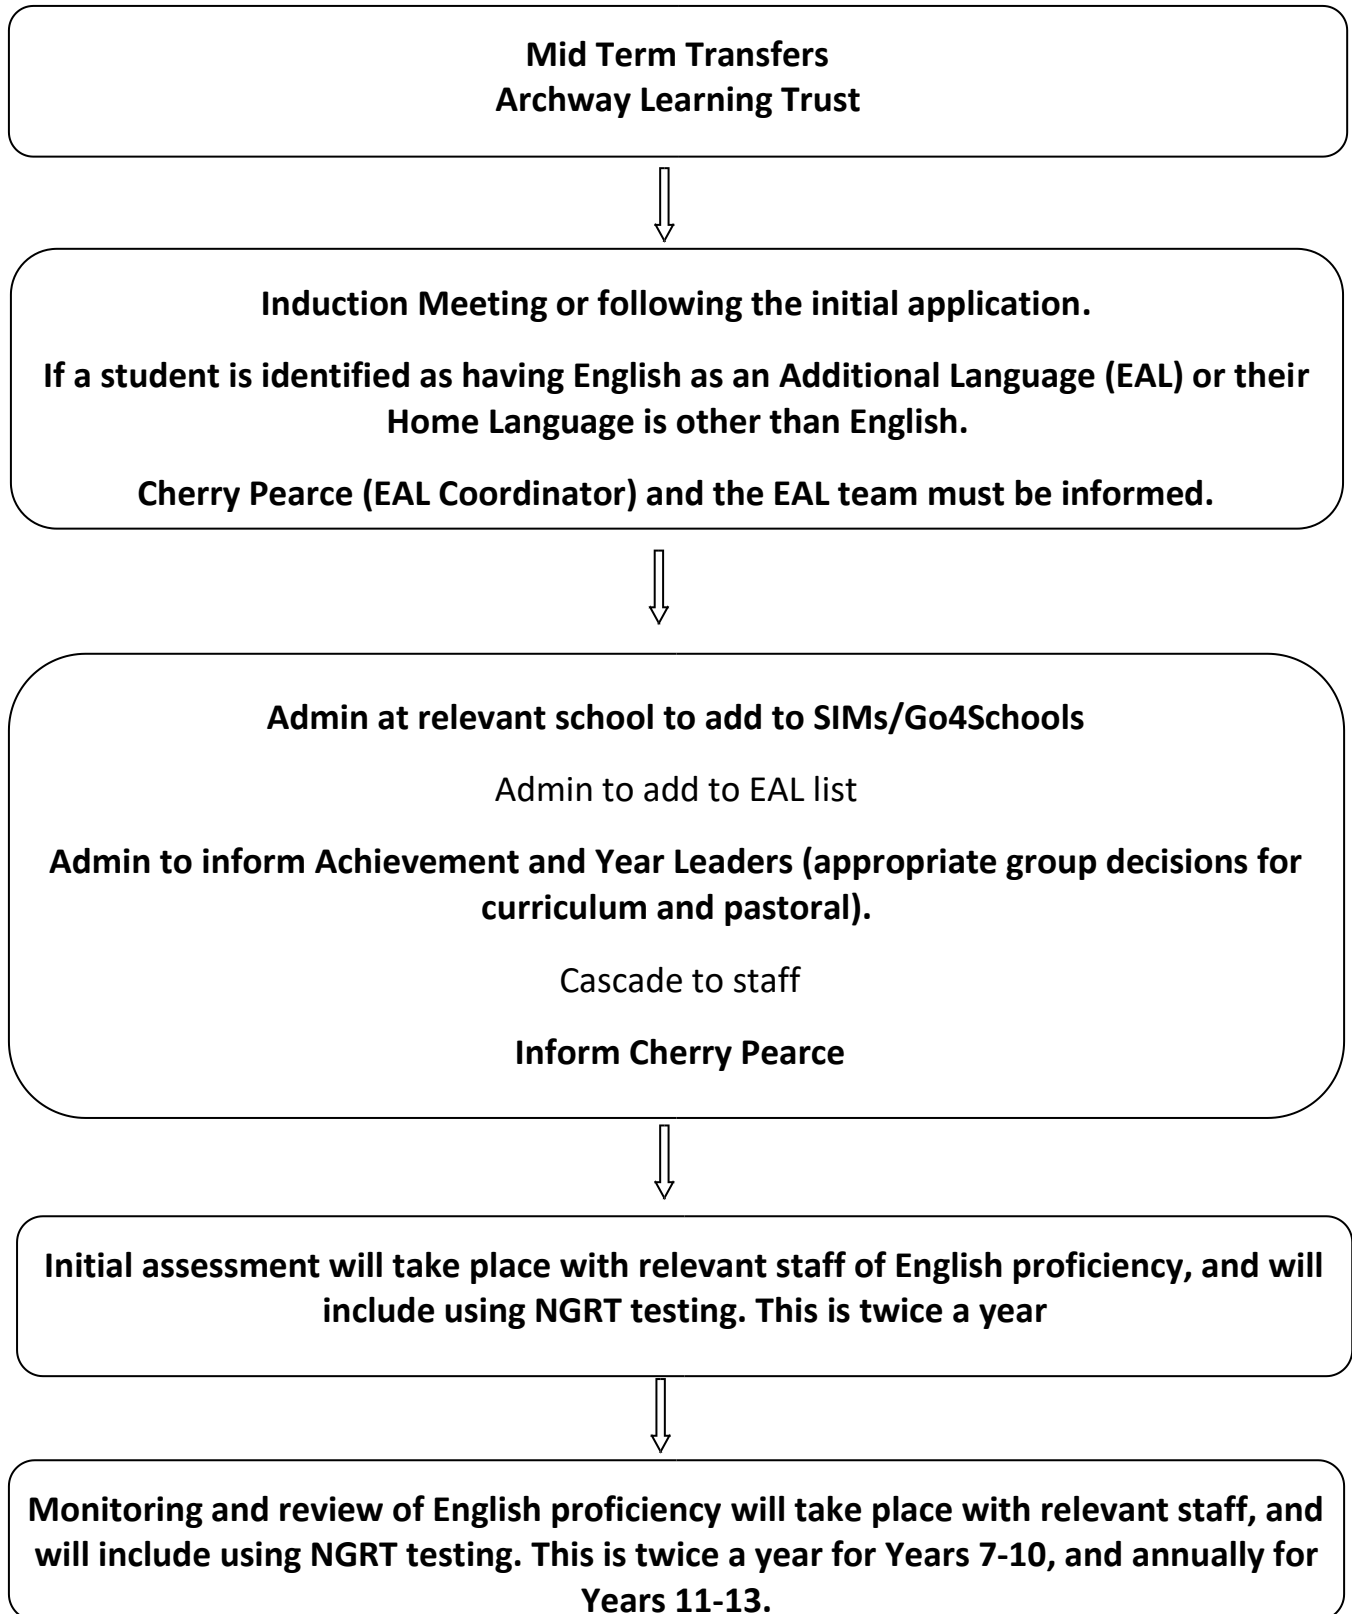 Mid Term Transfers
Archway Learning Trust
Induction Meeting or following the initial application.
If a student is identified as having English as an Additional Language (EAL) or their
Home Language is other than English.
Cherry Pearce (EAL Coordinator) and the EAL team must be informed.
Admin at relevant school to add to SIMs/Go4Schools
Admin to add to EAL list
Admin to inform Achievement and Year Leaders (appropriate group decisions for
curriculum and pastoral).
Cascade to staff
Inform Cherry Pearce
Initial assessment will take place with relevant staff of English proficiency, and will
include using NGRT testing. This is twice a year
Monitoring and review of English proficiency will take place with relevant staff, and
will include using NGRT testing. This is twice a year for Years 7-10, and annually for
Years 11-13.